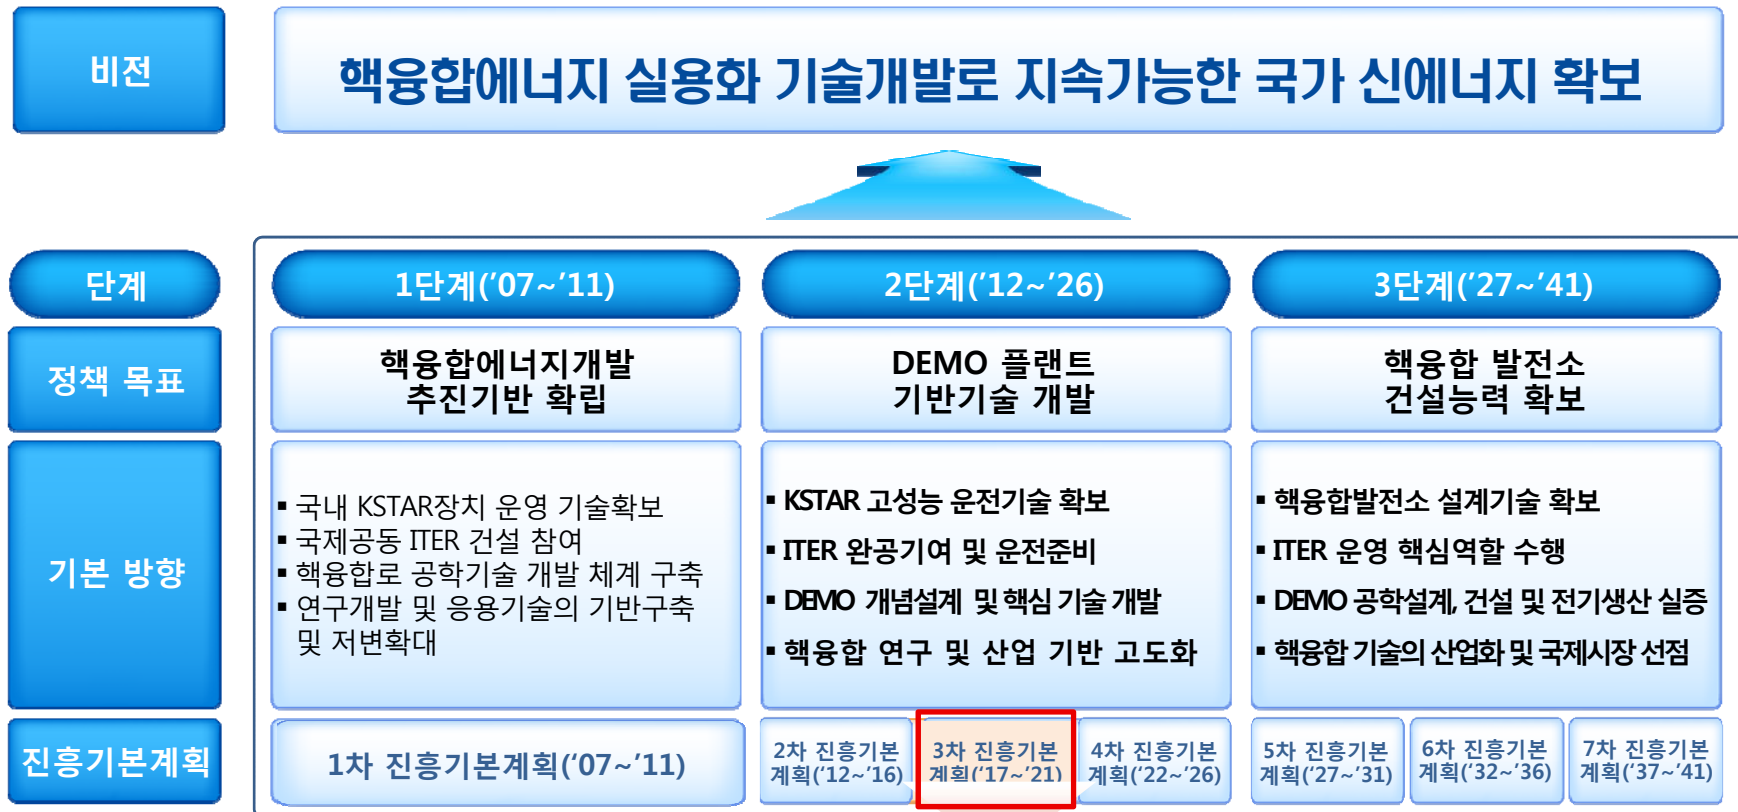 비전
핵융합에너지 실용화 기술개발로 지속가능한 국가 신에너지 확보
단계
1단계('07~'11)
2단계('12~'26)
3단계('27~'41)
정책 목표
핵융합에너지개발
추진기반 확립
DEMO 플랜트
기반기술 개발
핵융합 발전소
건설능력 확보
기본 방향
▪ 국내 KSTAR장치 운영 기술확보
▪ 국제공동 ITER 건설 참여
▪ 핵융합로 공학기술 개발 체계 구축
▪ 연구개발 및 응용기술의 기반구축
및 저변확대
▪ KSTAR 고성능 운전기술 확보
▪ ITER 완공기여 및 운전준비
▪ DEMO 개념설계 및 핵심 기술 개발
▪ 핵융합 연구 및 산업 기반 고도화
▪ 핵융합발전소 설계기술 확보
▪ ITER 운영 핵심역할 수행
▪ DEMO 공학설계, 건설 및 전기생산 실증
▪ 핵융합 기술의 산업화 및 국제시장 선점
진흥기본계획
1차 진흥기본계획('07~'11)
2차 진흥기본
계획('12~'16)
3차 진흥기본
계획('17~'21)
4차 진흥기본
계획('22~'26)
5차 진흥기본
계획('27~'31)
6차 진흥기본
계획('32~'36)
7차 진흥기본
계획('37~'41)